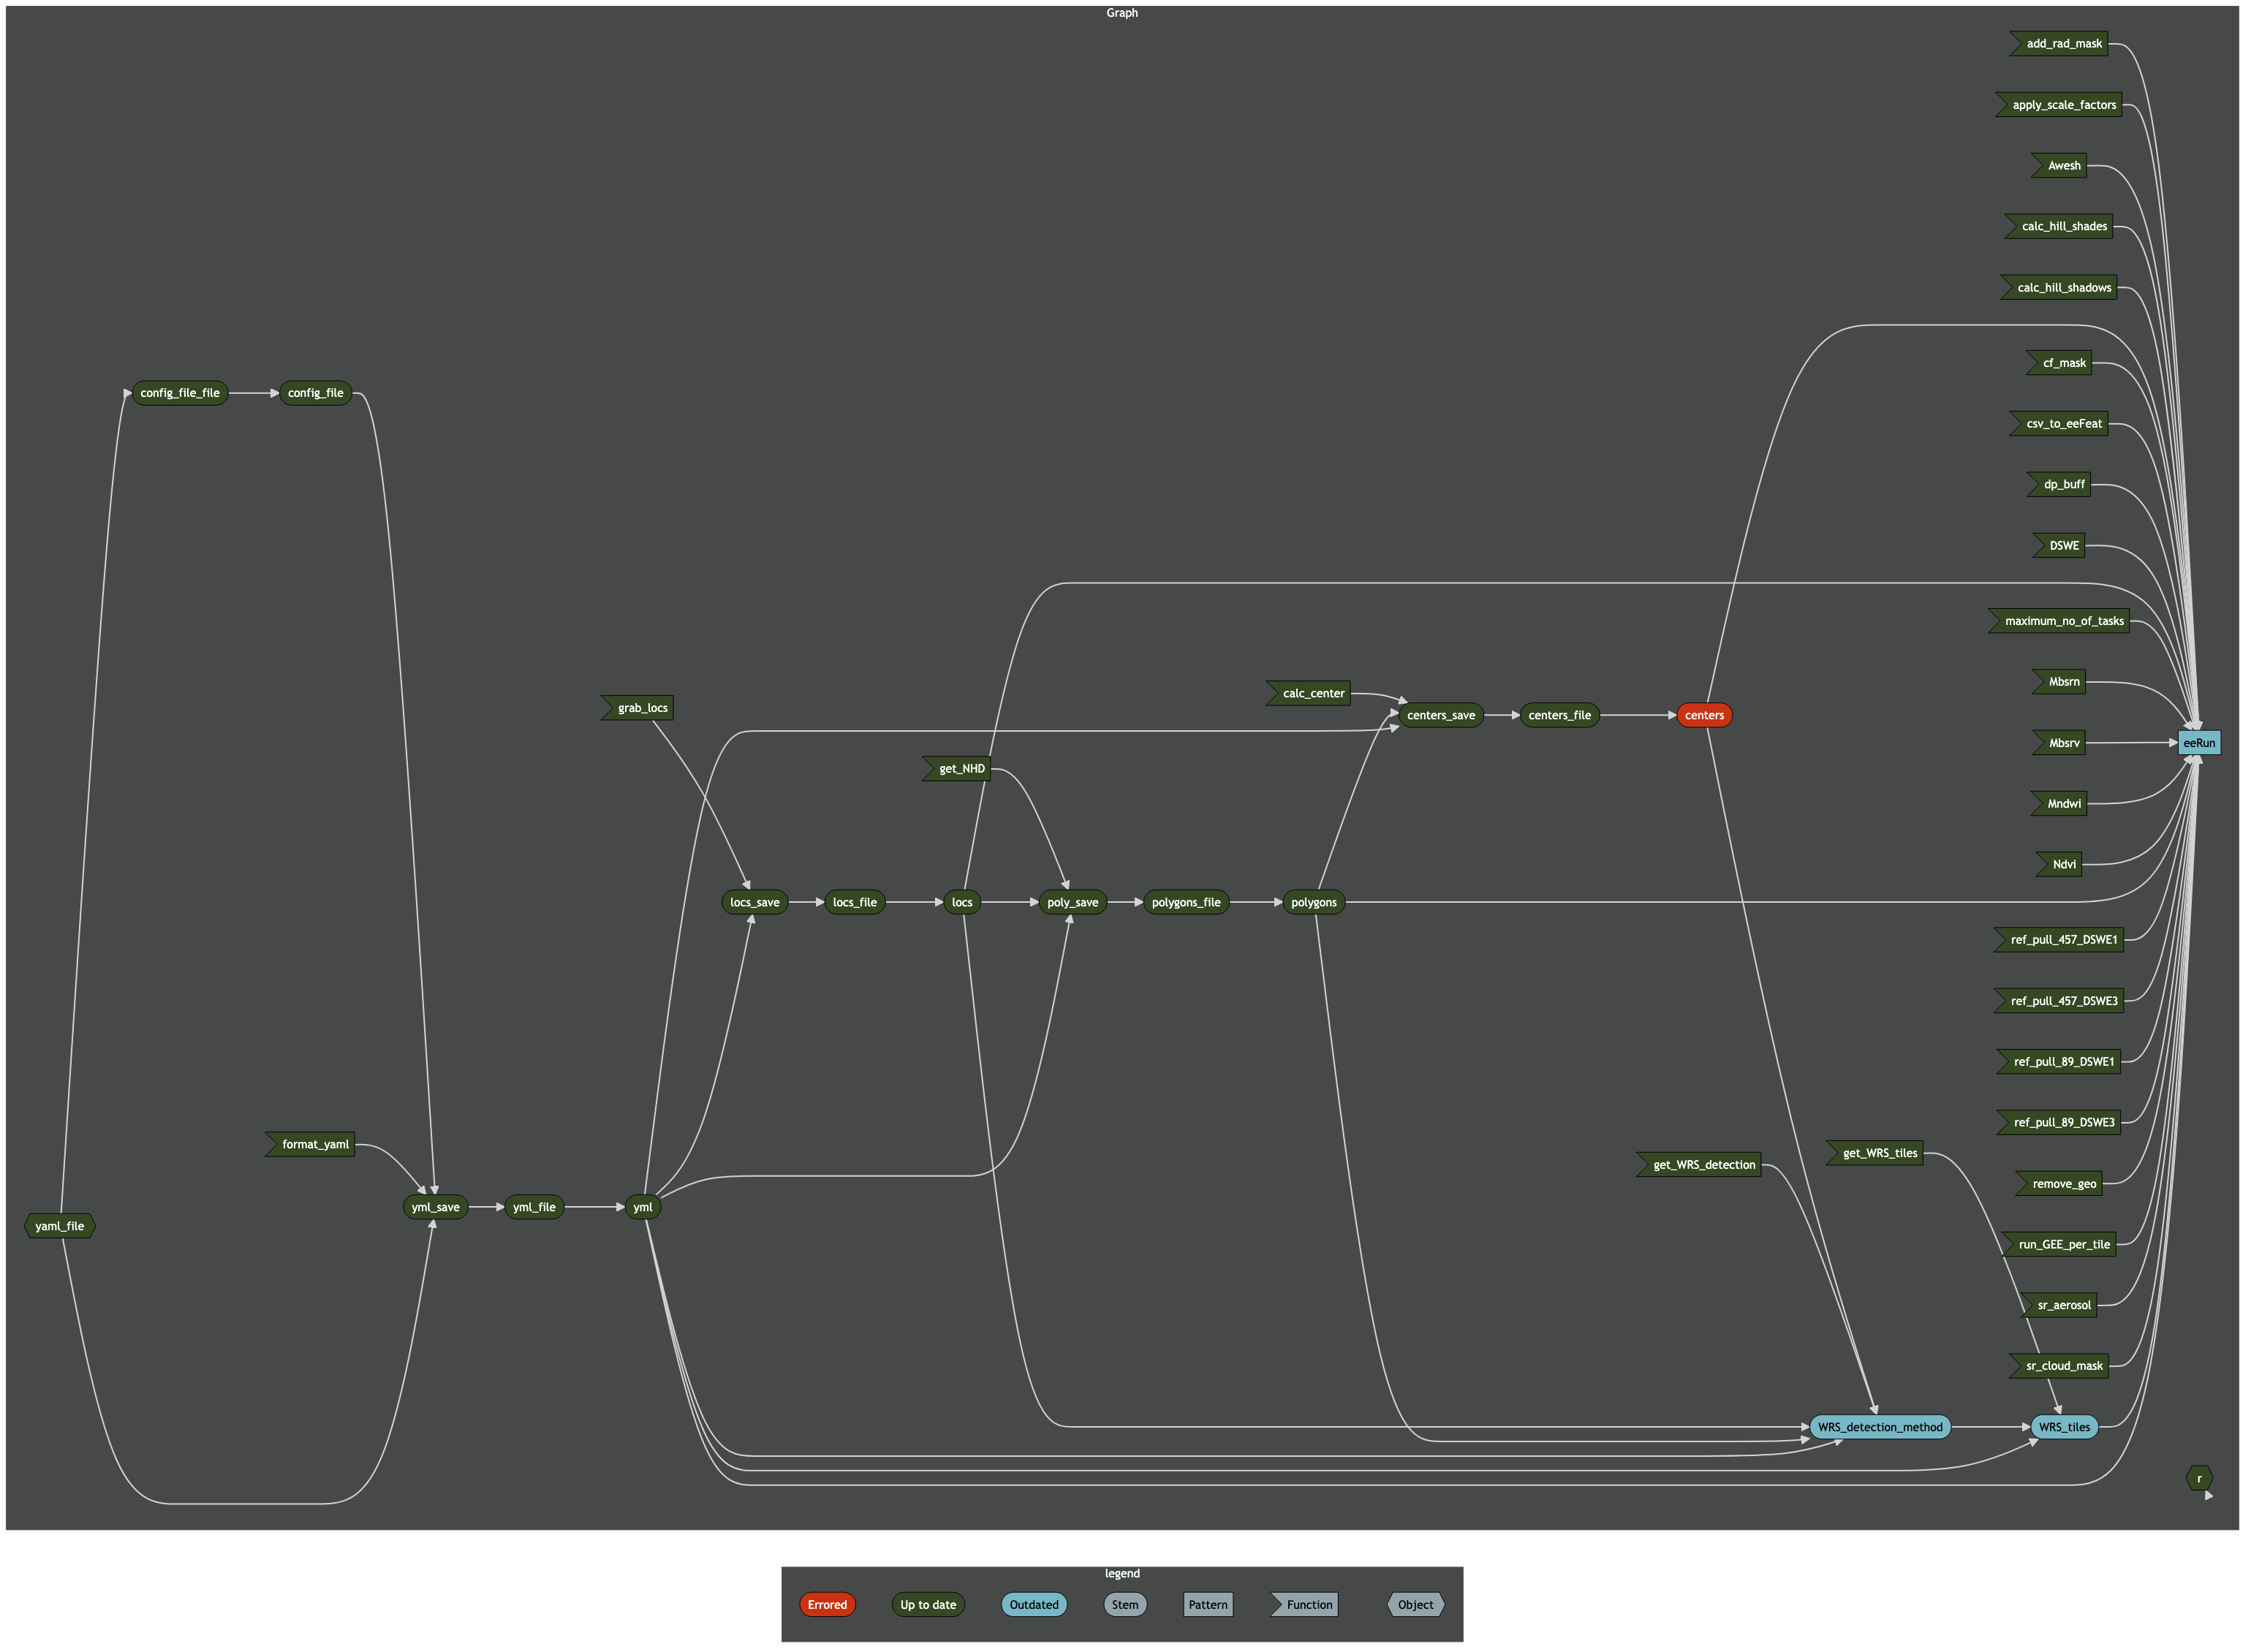 Graph
add_rad_mask
apply_scale_factors
Awesh
calc_hill_shades
calc_hill_shadows
cf_mask
config_file_file
config_file
csv_to_eeFeat
dp_buff
DSWE
maximum_no_of_tasks
Mbsrn
calc_center
grab_locs
centers_save
centers_file
centers
Mbsrv
eeRun
get_NHD
Mndwi
Ndvi
locs_save
locs_file
locs
poly_save
polygons_file
polygons
ref_pull_457_DSWE1
ref_pull_457_DSWE3
ref_pull_89_DSWE1
ref_pull_89_DSWE3
format_yaml
get_WRS_tiles
get_WRS_detection
remove_geo
yml_save
yml_file
yml
yaml_file
run_GEE_per_tile
sr_aerosol
sr_cloud_mask
WRS_detection_method
WRS_tiles
r
legend
Errored
Up to date
Outdated
Stem
Pattern
Function
Object